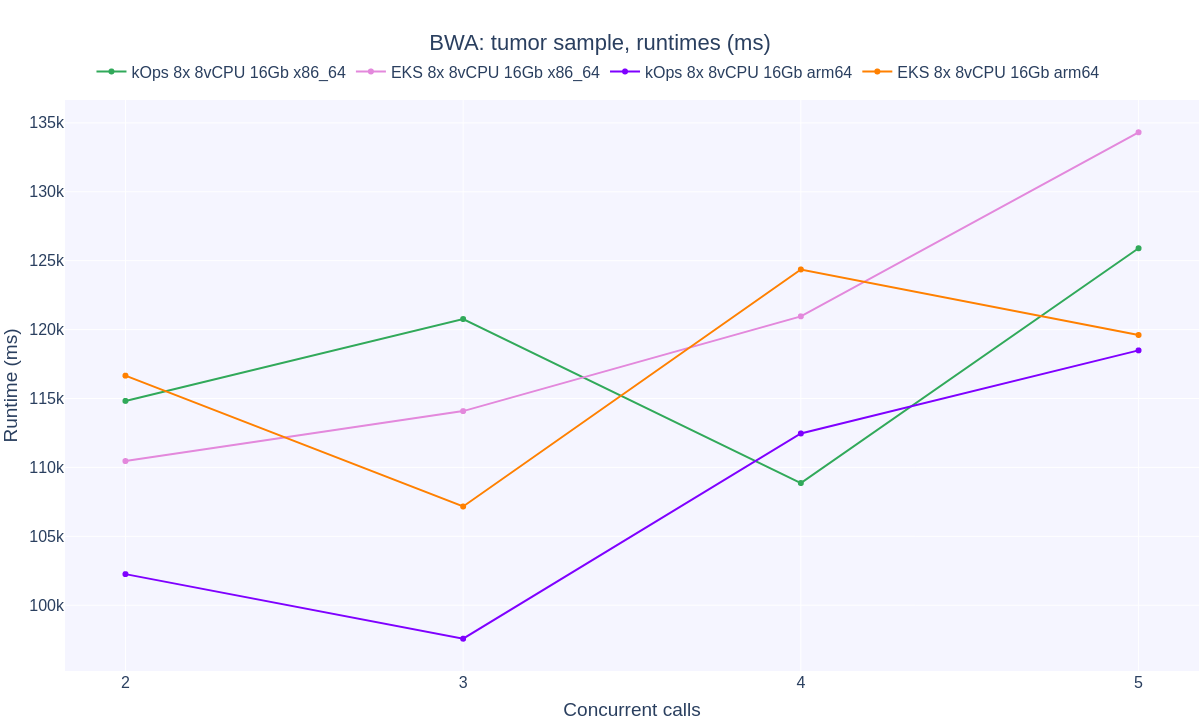 BWA: tumor sample, runtimes (ms)
kOps 8x 8vCPU 16Gb x86_64 EKS 8x 8vCPU 16Gb x86_64 kOps 8x 8vCPU 16Gb arm64 EKS 8x 8vCPU 16Gb arm64
135k
130k
125k
120k
115k
110k
105k
100k
Runtime (ms)
2 3 4 5
Concurrent calls